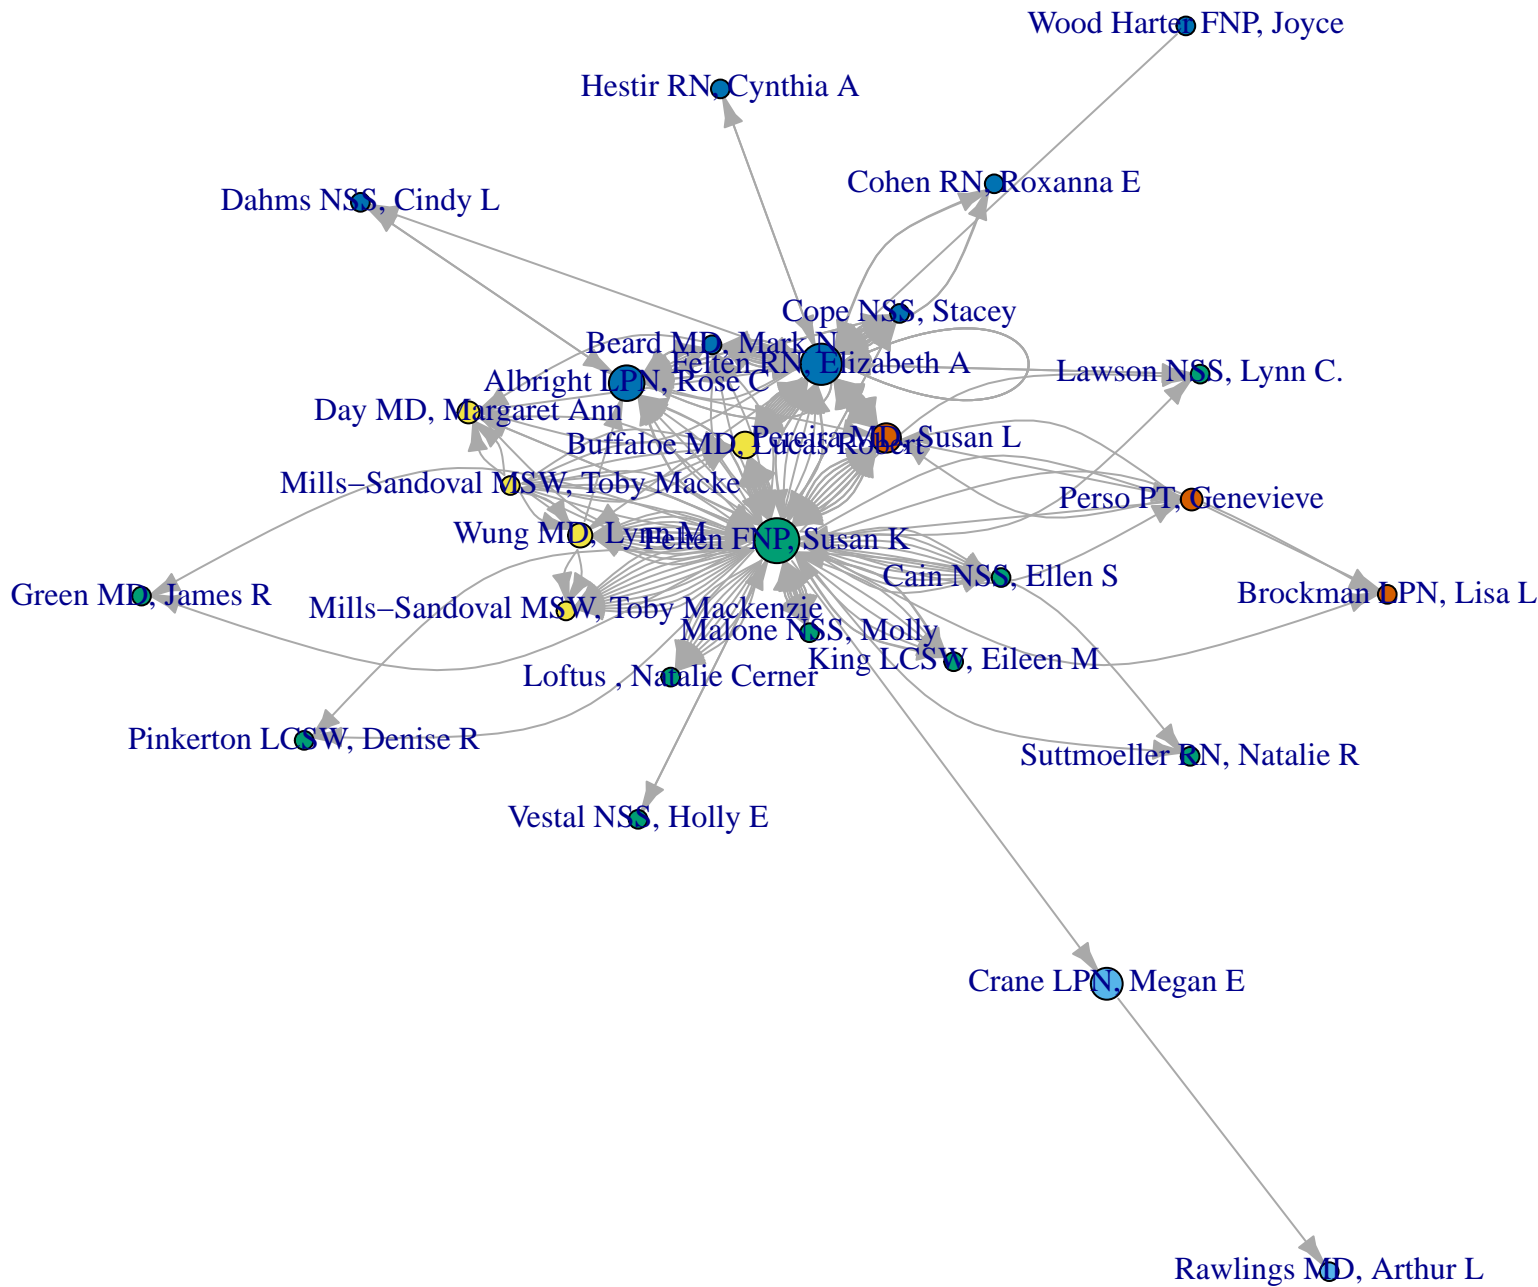 Wood Harter FNP, Joyce
Hestir RN, Cynthia A
Cohen RN, Roxanna E
Dahms NSS, Cindy L
Cope NSS, Stacey
Beard MD, Mark N
Felten RN, Elizabeth A
Lawson NSS, Lynn C.
Albright LPN, Rose C
Day MD, Margaret Ann
Pereira MD, Susan L
Buffaloe MD, Lucas Robert
Mills−Sandoval MSW, Toby Macke
Perso PT, Genevieve
Wung MD, Lynn M
Felten FNP, Susan K
Cain NSS, Ellen S
Brockman LPN, Lisa L
Green MD, James R
Mills−Sandoval MSW, Toby Mackenzie
Malone NSS, Molly
King LCSW, Eileen M
Loftus , Natalie Cerner
Pinkerton LCSW, Denise R
Suttmoeller RN, Natalie R
Vestal NSS, Holly E
Crane LPN, Megan E
Rawlings MD, Arthur L